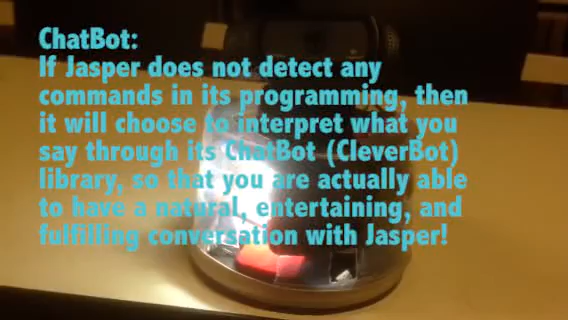 ChatBot:
If Jasper does not detect any
commands in its programming, then
it will choose to interpret what you
say through its ChatBot (CleverBot)
library, so that you are actually able
to have a natural, entertaining, and
fulfilling conversation with Jasper!